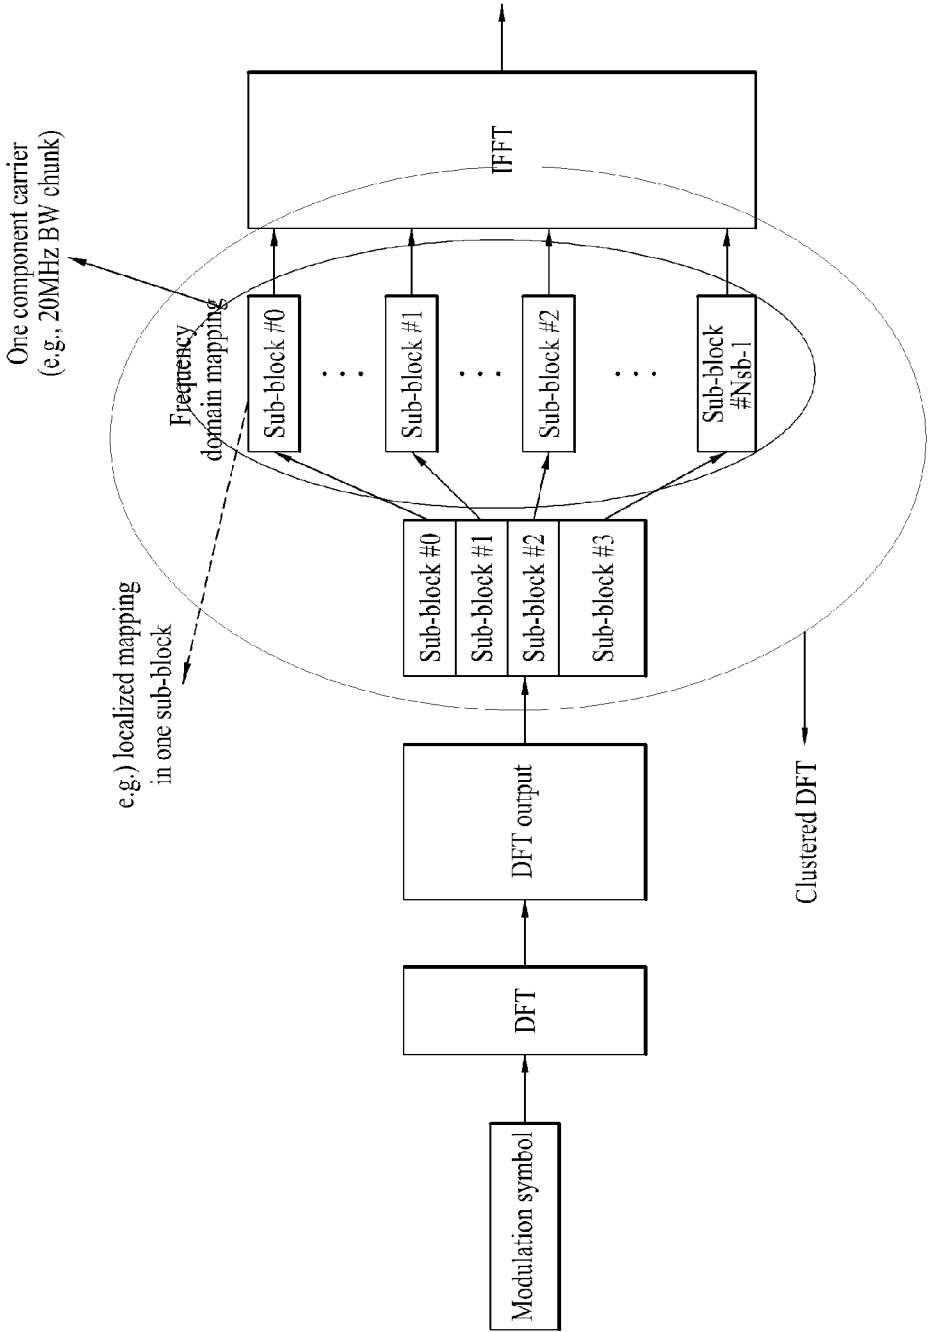 One component carrier
(e.g., 20MHz BW chunk)
Frequency
domain mapping
e.g.) localized mapping
in one sub-block
Modulation symbol
DFT
DFT output
Sub-block #0
Sub-block #1
Sub-block #2
Sub-block #3
Sub-block #0
· · ·
Sub-block #1
· · ·
Sub-block #2
· · ·
Sub-block
#Nsb-1
IFFT
Clustered DFT